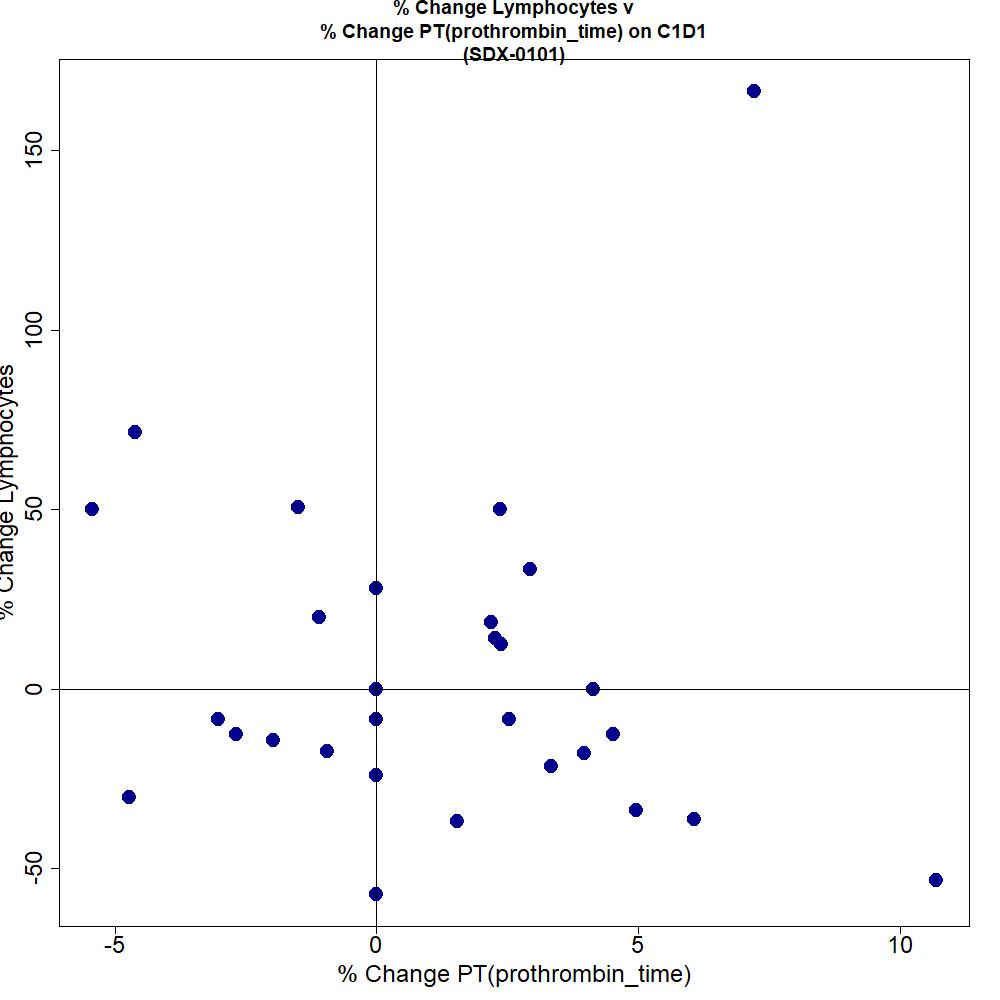 % Change Lymphocytes v
% Change PT(prothrombin_time) on C1D1
(SDX-0101)
150
100
50
0
-50
% Change Lymphocytes
-5
0
5
10
% Change PT(prothrombin_time)